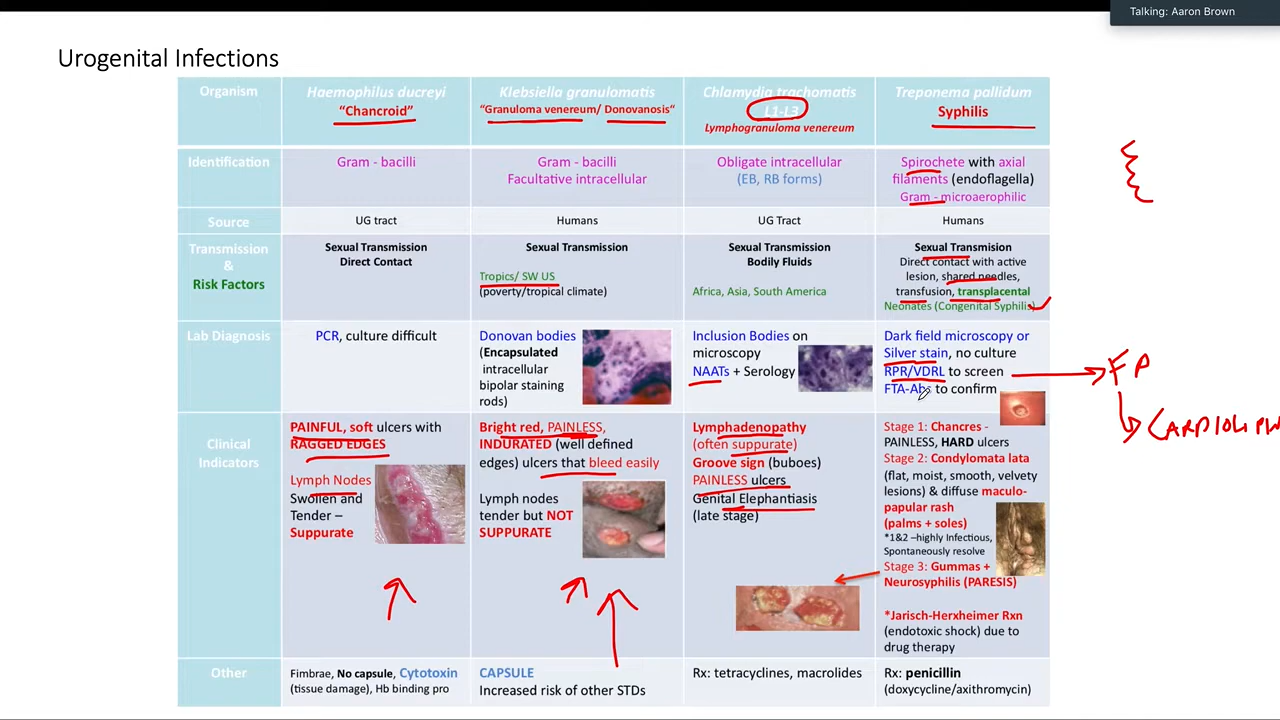 Talking: Aaron Brown
Urogenital Infections
Organism
Haemophilus ducreyi
"Chancroid"
Klebsiella granulomatis
"Granuloma venereum/ Donovanosis"
Chlamydia trachomatis
L1-L3
Lymphogranuloma venereum
Treponema pallidum
Syphilis
Identification
Gram - bacilli
Gram - bacilli
Facultative intracellular
Obligate intracellular
(EB, RB forms)
Spirochete with axial
filaments (endoflagella)
Gram - microaerophilic
Source
UG tract
Humans
UG Tract
Humans
Transmission
&
Risk Factors
Sexual Transmission
Direct Contact
Sexual Transmission
Tropics/ SW US
(poverty/tropical climate)
Sexual Transmission
Bodily Fluids
Africa, Asia, South America
Sexual Transmision
Direct contact with active
lesion, shared needles,
transfusion, transplacental
Neonates (Congenital Syphilis)
Lab Diagnosis
PCR, culture difficult
Donovan bodies
(Encapsulated
intracellular
bipolar staining
rods)
Inclusion Bodies on
microscopy
NAATs + Serology
Dark field microscopy or
Silver stain, no culture
RPR/VDRL to screen
FTA-Abs to confirm
FP
CARDIOLIPIN
Clinical
Indicators
PAINFUL, soft ulcers with
RAGGED EDGES
Lymph Nodes
Swollen and
Tender –
Suppurate
Bright red, PAINLESS,
INDURATED (well defined
edges) ulcers that bleed easily
Lymph nodes
tender but NOT
SUPPURATE
Lymphadenopathy
(often suppurate)
Groove sign (buboes)
PAINLESS ulcers
Genital Elephantiasis
(late stage)
Stage 1: Chancres -
PAINLESS, HARD ulcers
Stage 2: Condylomata lata
(flat, moist, smooth, velvety
lesions) & diffuse maculo-
papular rash
(palms + soles)
*1&2 –highly Infectious,
Spontaneously resolve
Stage 3: Gummas +
Neurosyphilis (PARESIS)
*Jarisch-Herxheimer Rxn
(endotoxic shock) due to
drug therapy
Other
Fimbrae, No capsule, Cytotoxin
(tissue damage), Hb binding pro
CAPSULE
Increased risk of other STDs
Rx: tetracyclines, macrolides
Rx: penicillin
(doxycycline/axithromycin)